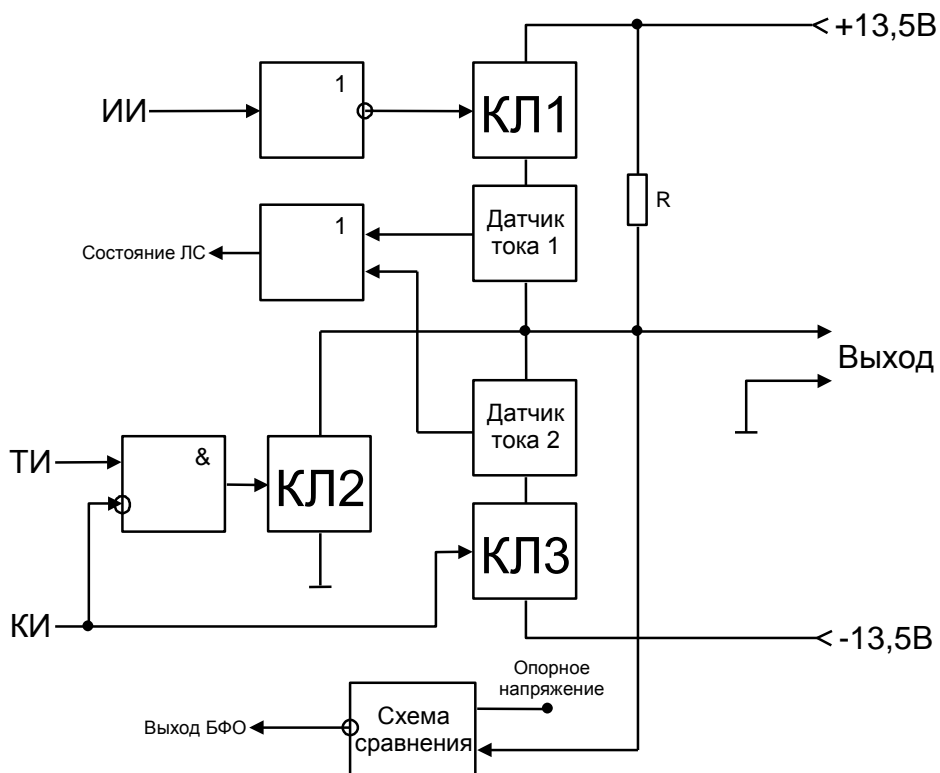 +13,5В
1
ИИ
КЛ1
R
Датчик
тока 1
1
Состояние ЛС
Выход
Датчик
тока 2
ТИ
&
КЛ2
КЛ3
КИ
-13,5В
Опорное
напряжение
Выход БФО
Схема
сравнения